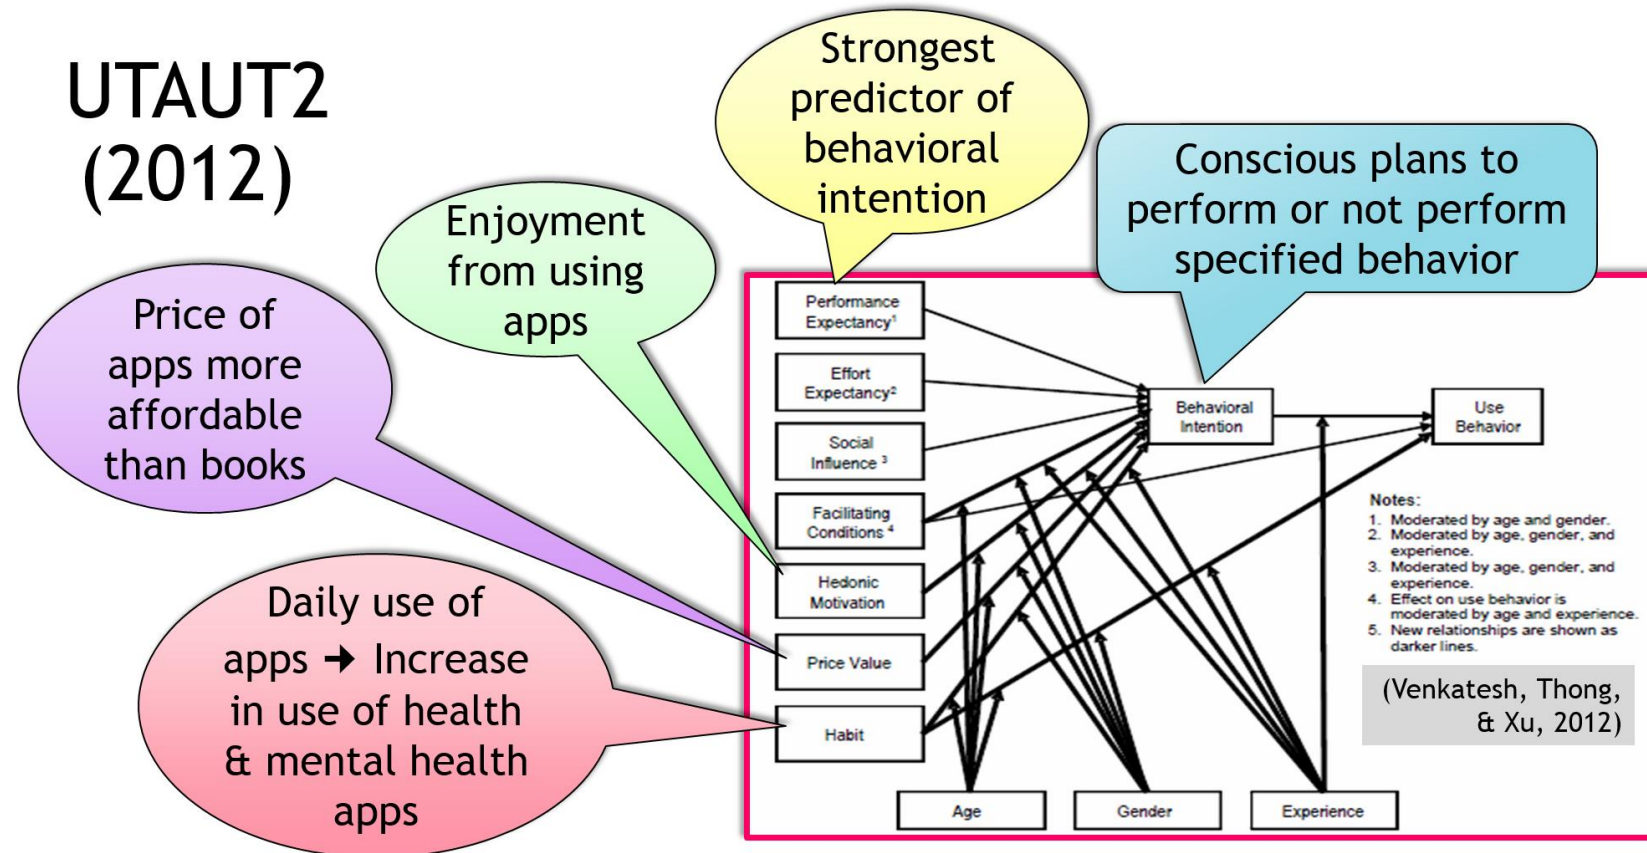 UTAUT2
(2012)
Strongest
predictor of
behavioral
intention
Conscious plans to
perform or not perform
specified behavior
Enjoyment
from using
apps
Price of
apps more
affordable
than books
Daily use of
apps → Increase
in use of health
& mental health
apps
Performance
Expectancy¹
Effort
Expectancy²
Social
Influence ³
Facilitating
Conditions ⁴
Hedonic
Motivation
Price Value
Habit
Behavioral
Intention
Use
Behavior
Age
Gender
Experience
Notes:
1. Moderated by age and gender.
2. Moderated by age, gender, and
experience.
3. Moderated by age, gender, and
experience.
4. Effect on use behavior is
moderated by age and experience.
5. New relationships are shown as
darker lines.
(Venkatesh, Thong,
& Xu, 2012)